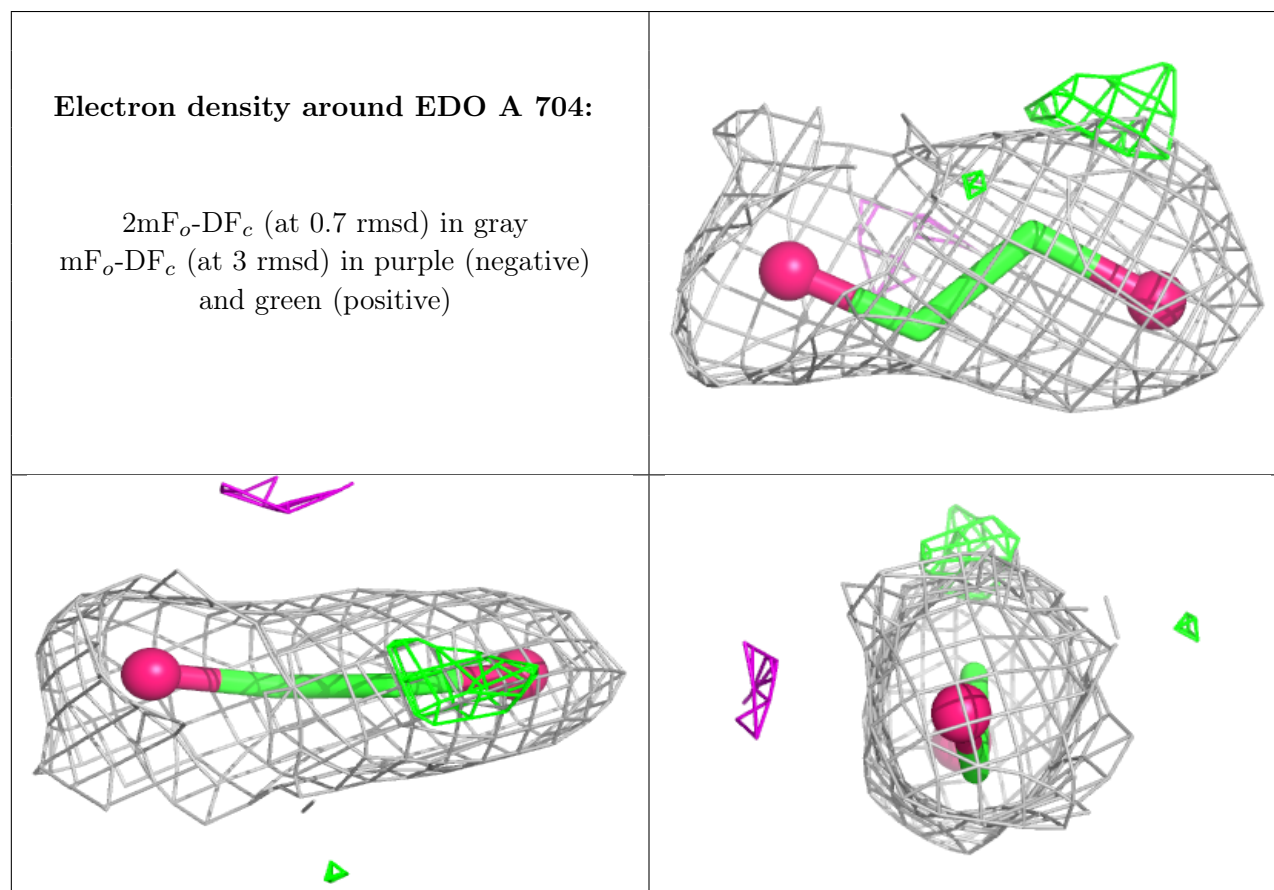 Electron density around EDO A 704:
2mFo-DFc (at 0.7 rmsd) in gray
mFo-DFc (at 3 rmsd) in purple (negative)
and green (positive)